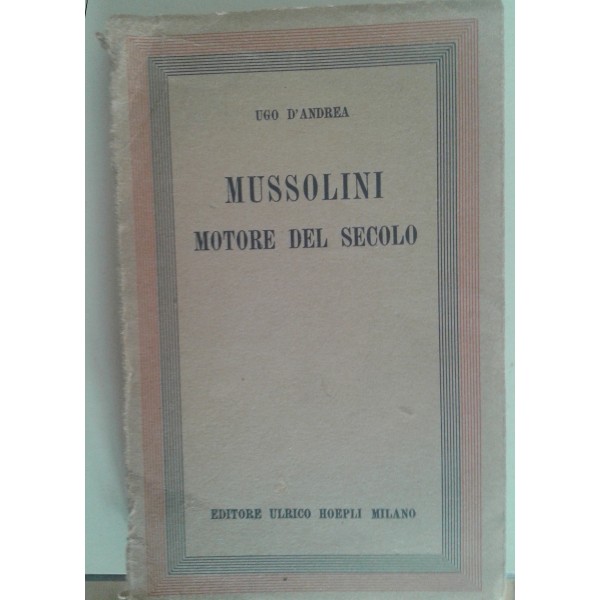 UGO D'ANDREA
MUSSOLINI
MOTORE DEL SECOLO
EDITORE ULRICO HOEPLI MILANO